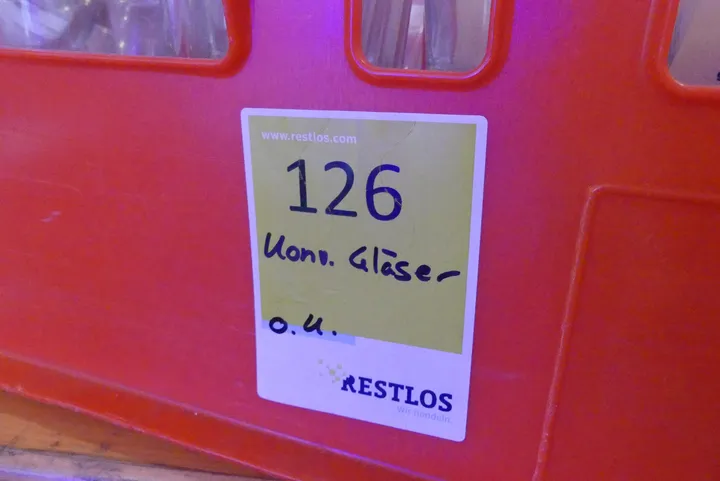 www.restlos.com
126
Konv. Gläser
o.K.
RESTLOS